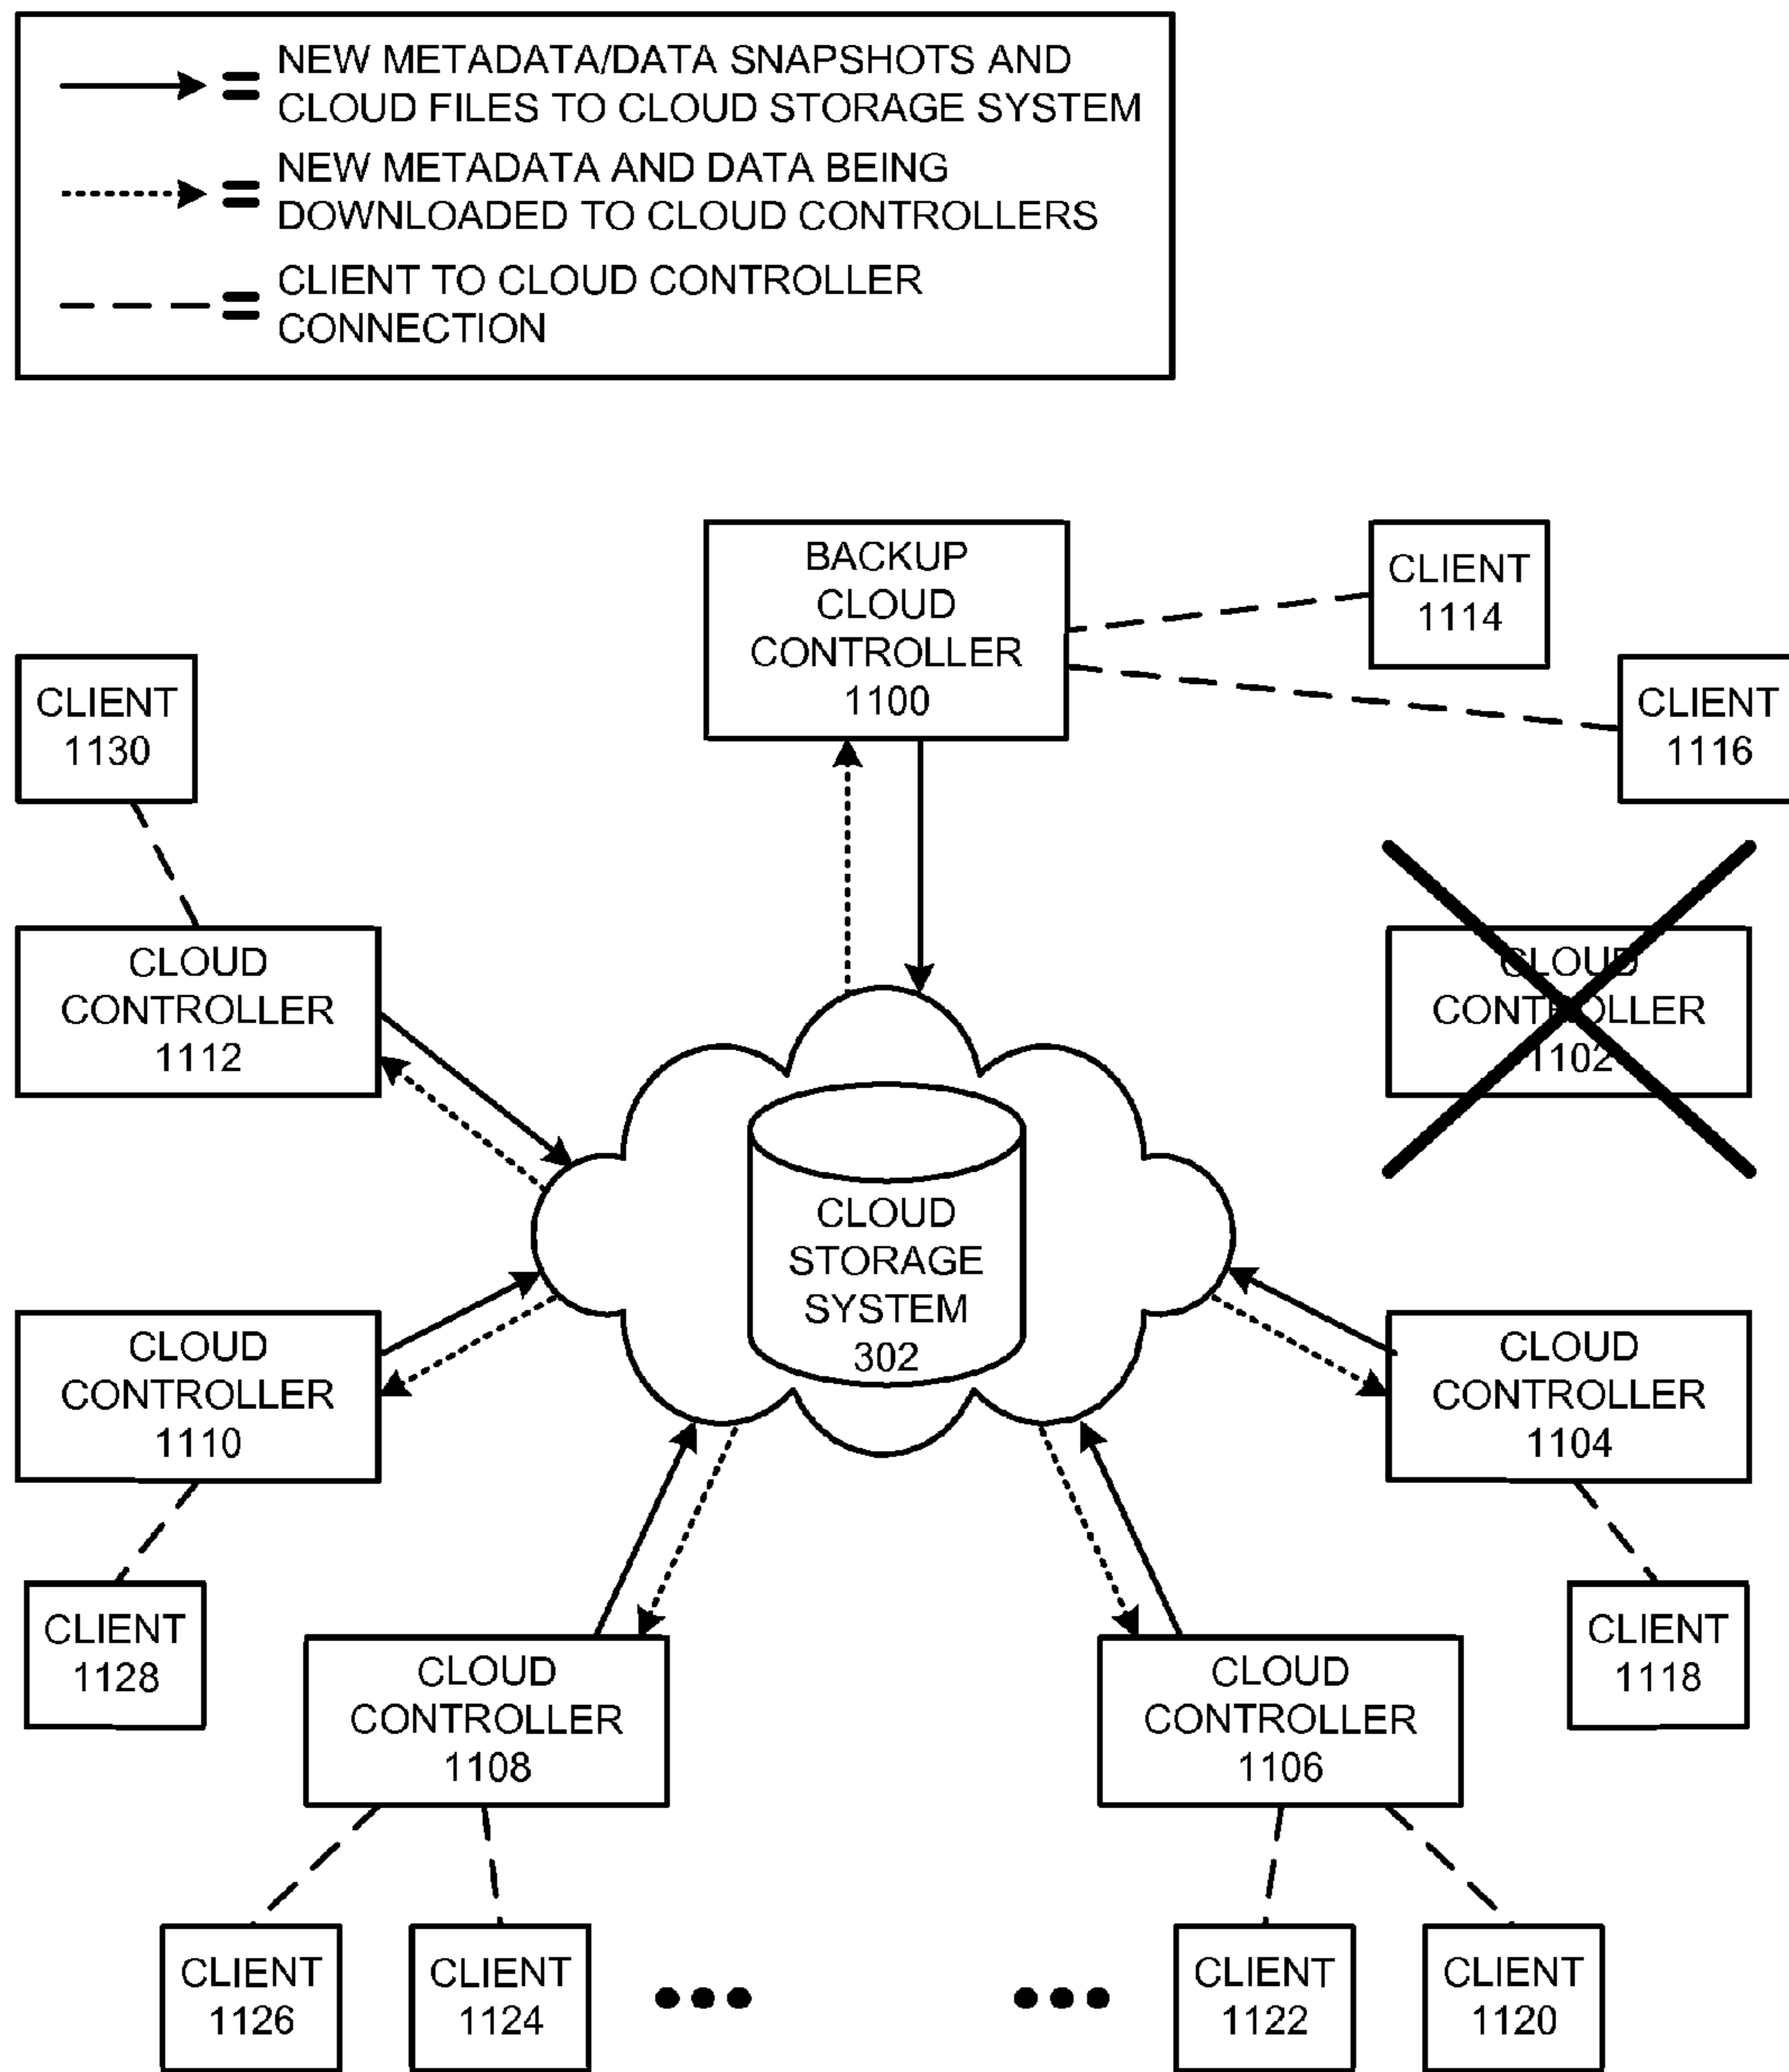 NEW METADATA/DATA SNAPSHOTS AND
CLOUD FILES TO CLOUD STORAGE SYSTEM
NEW METADATA AND DATA BEING
DOWNLOADED TO CLOUD CONTROLLERS
CLIENT TO CLOUD CONTROLLER
CONNECTION
BACKUP
CLOUD
CONTROLLER
1100
CLIENT
1114
CLIENT
1116
CLIENT
1130
CLOUD
CONTROLLER
1112
CLOUD
CONTROLLER
1102
CLOUD
STORAGE
SYSTEM
302
CLOUD
CONTROLLER
1110
CLOUD
CONTROLLER
1104
CLIENT
1128
CLIENT
1118
CLOUD
CONTROLLER
1108
CLOUD
CONTROLLER
1106
CLIENT
1126
CLIENT
1124
CLIENT
1122
CLIENT
1120